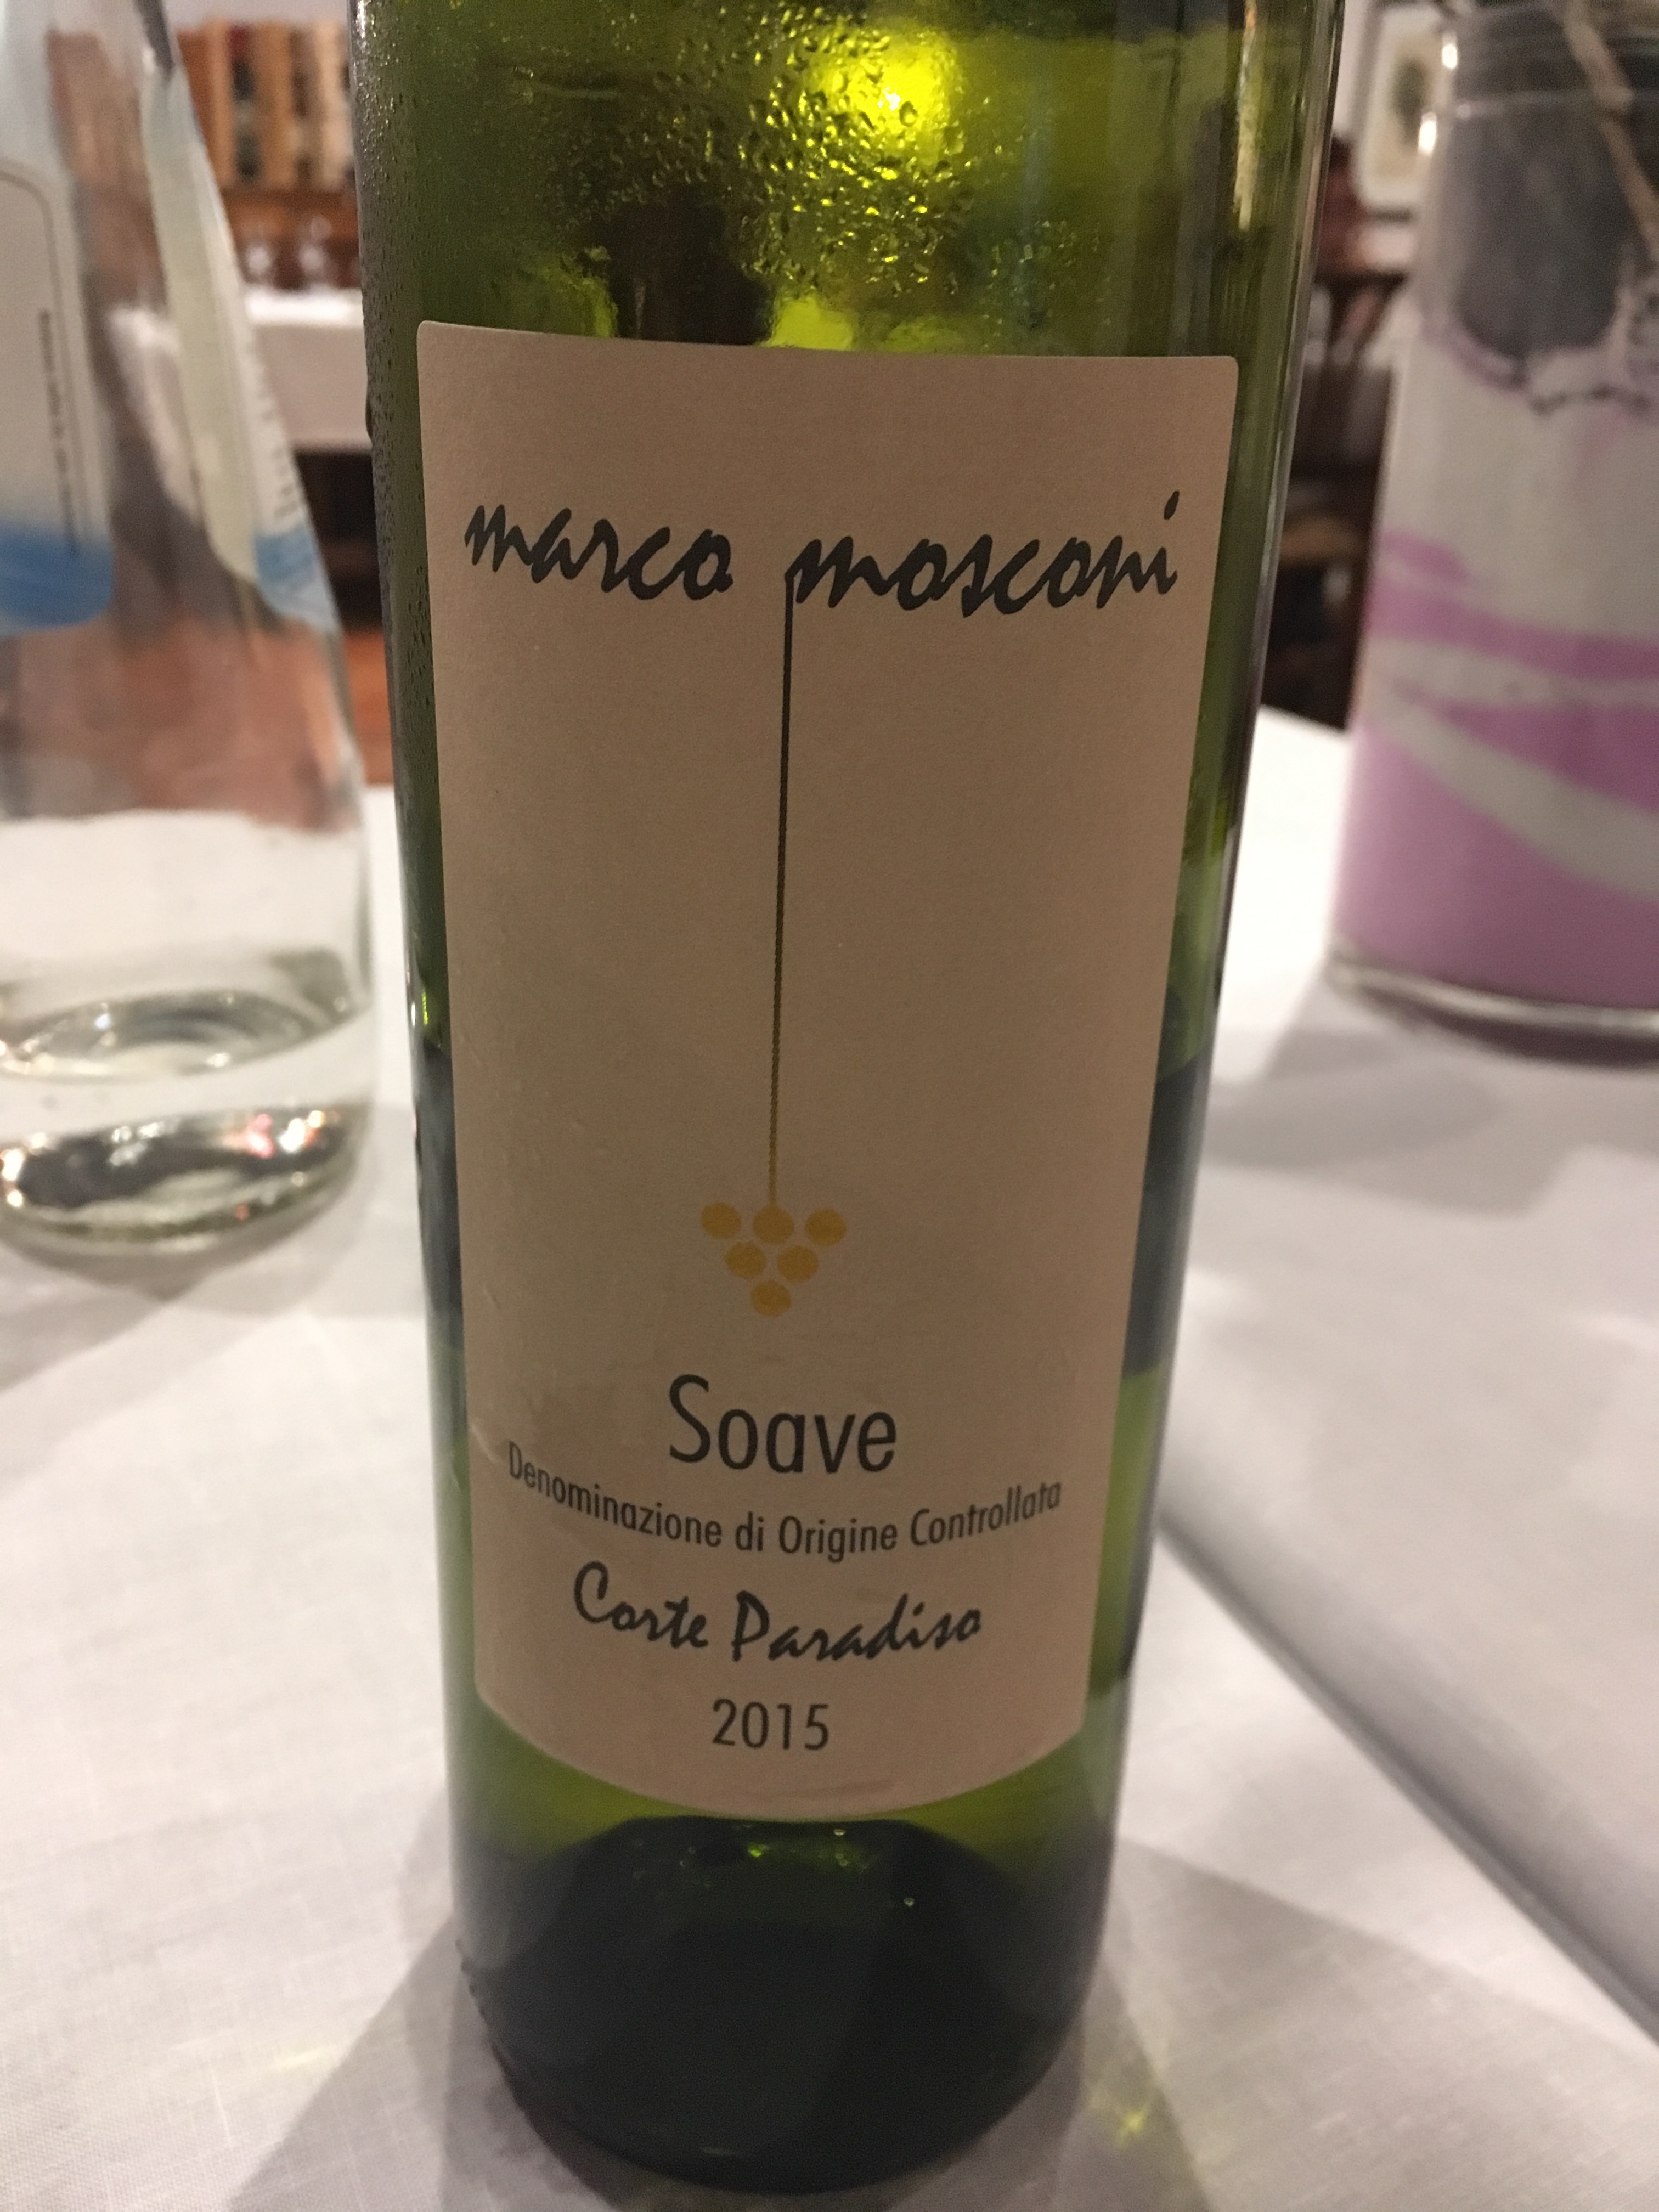 marco mosconi
Soave
Denominazione di Origine Controllata
Corte Paradiso
2015